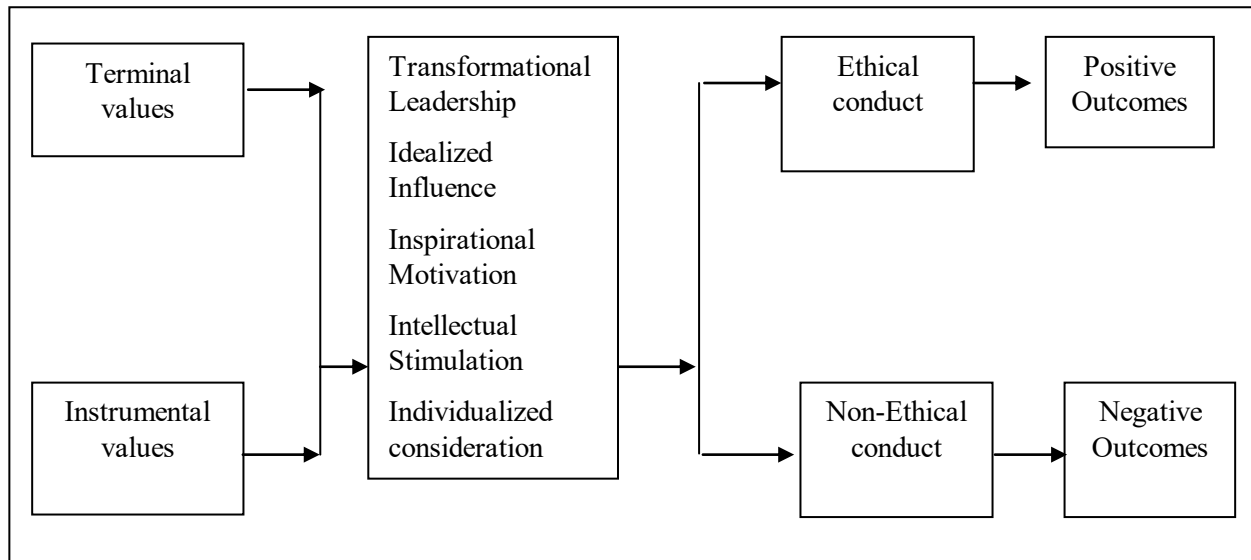 Terminal
values
Instrumental
values
Transformational
Leadership
Idealized
Influence
Inspirational
Motivation
Intellectual
Stimulation
Individualized
consideration
Ethical
conduct
Positive
Outcomes
Non-Ethical
conduct
Negative
Outcomes